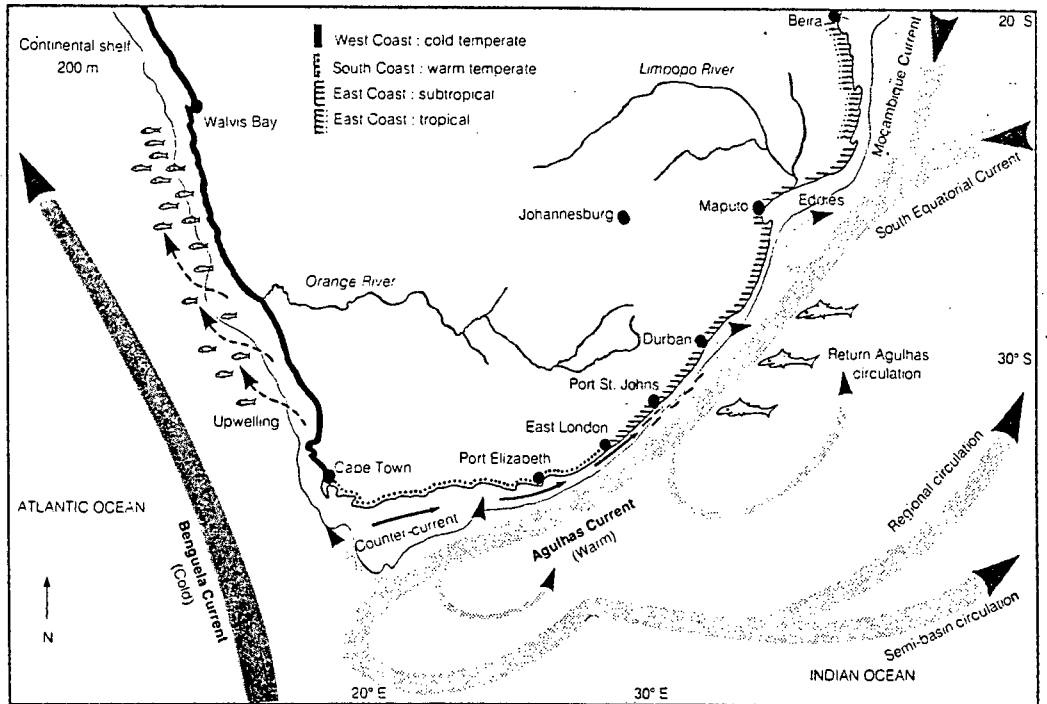 Beira
20° S
Continental shelf
200 m
West Coast : cold temperate
South Coast : warm temperate
East Coast : subtropical
East Coast : tropical
Limpopo River
Moçambique Current
Walvis Bay
South Equatorial Current
Johannesburg
Maputo
Eddies
Orange River
Durban
30° S
Return Agulhas
circulation
Port St. Johns
Upwelling
East London
Cape Town
Port Elizabeth
ATLANTIC OCEAN
Counter-current
Agulhas Current
(Warm)
Regional circulation
Benguela Current
(Cold)
N
Semi-basin circulation
INDIAN OCEAN
20° E
30° E